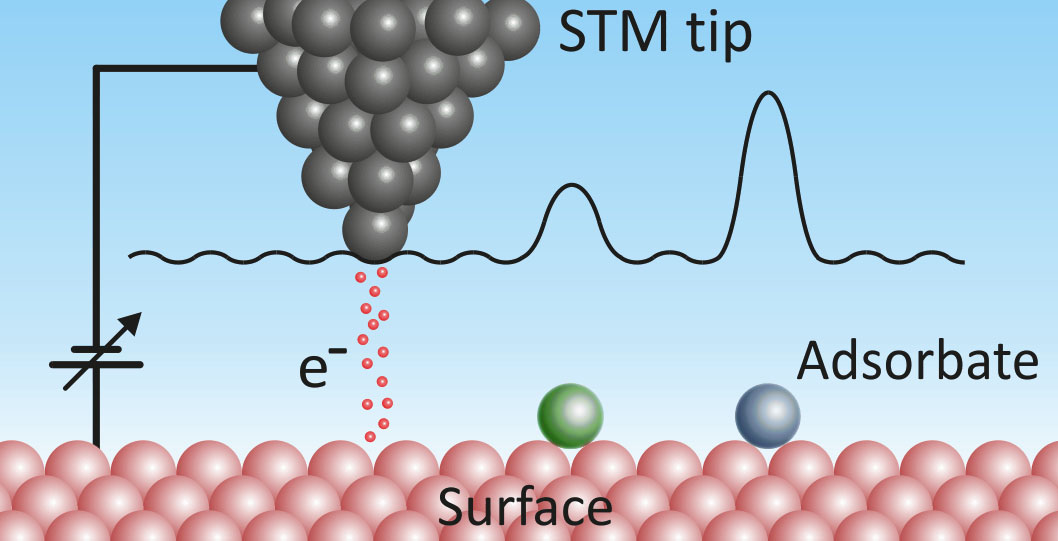 STM tip
e⁻
Adsorbate
Surface